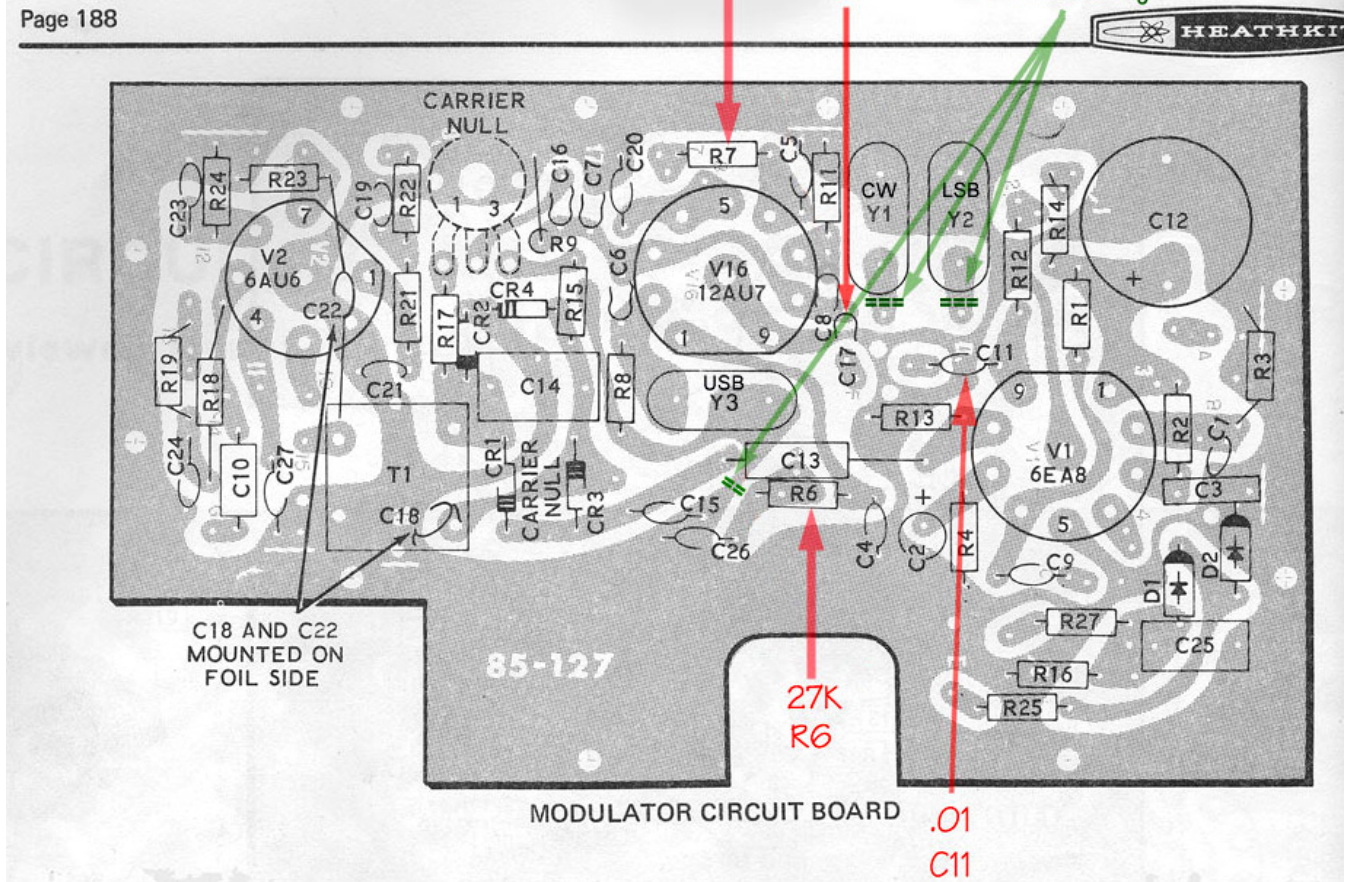 Page 188
HEATHKIT
CARRIER
NULL
1 3
C23
R24
R23
C19
R22
C16
C7
C20
R7
C5
R11
CW
Y1
LSB
Y2
R12
R14
C12
+
7
V2
6AU6
1
4
C22
R21
R9
C6
5
V16
12AU7
1 9
R17
CR2
CR4
R15
C8
C17
R1
R3
R19
R18
C21
C14
R8
USB
Y3
C11
R13
9 1
V1
6EA8
5
R2
C7
C3
C24
C10
C27
T1
C18
CR1
CARRIER
NULL
CR3
C13
R6
C15
C26
C4
+
C2
R4
C9
D1
D2
R27
C25
R16
R25
C18 AND C22
MOUNTED ON
FOIL SIDE
85-127
27K
R6
MODULATOR CIRCUIT BOARD
.01
C11